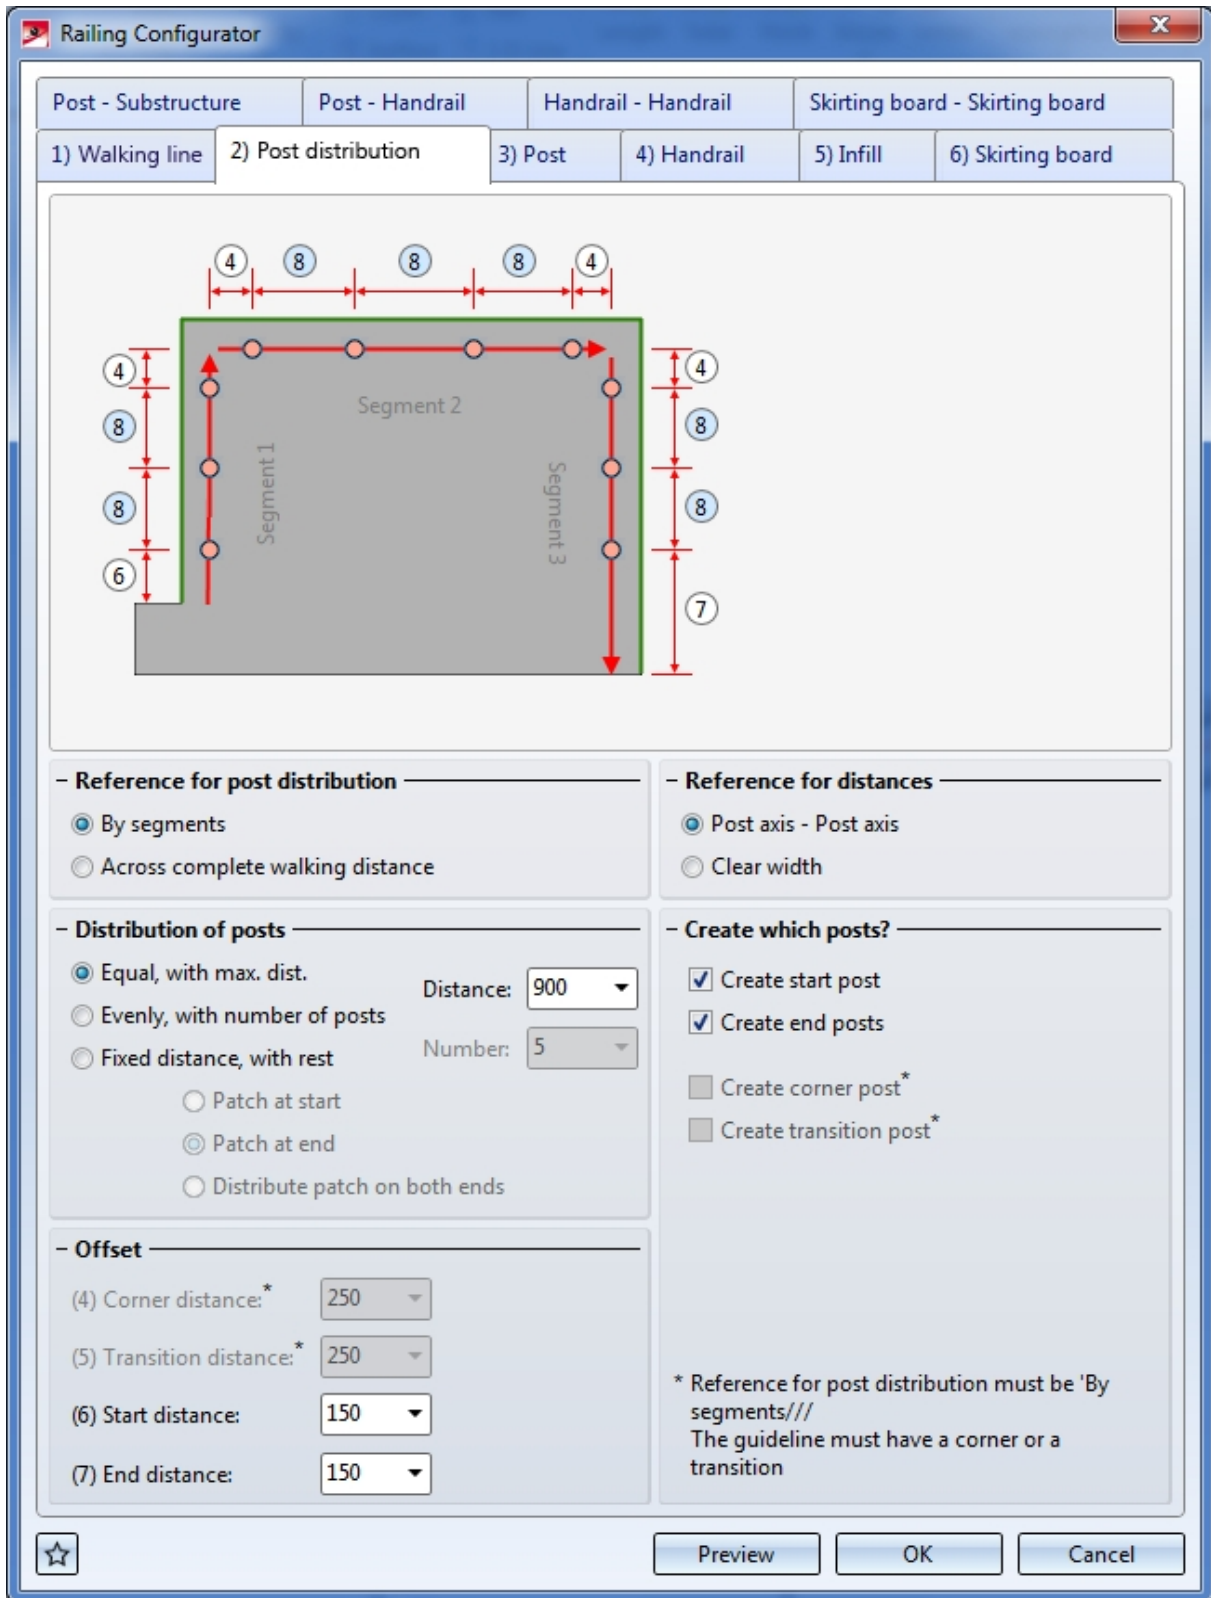 Railing Configurator
Post - Substructure
Post - Handrail
Handrail - Handrail
Skirting board - Skirting board
1) Walking line
2) Post distribution
3) Post
4) Handrail
5) Infill
6) Skirting board
4 8 8 8 4
4
8
8
6
Segment 1
Segment 2
Segment 3
4
8
8
7
- Reference for post distribution
By segments
Across complete walking distance
- Reference for distances
Post axis - Post axis
Clear width
- Distribution of posts
Equal, with max. dist.
Evenly, with number of posts
Fixed distance, with rest
Distance: 900
Number: 5
Patch at start
Patch at end
Distribute patch on both ends
- Create which posts?
Create start post
Create end posts
Create corner post*
Create transition post*
- Offset
(4) Corner distance:* 250
(5) Transition distance:* 250
(6) Start distance: 150
(7) End distance: 150
* Reference for post distribution must be 'By
segments///
The guideline must have a corner or a
transition
Preview
OK
Cancel